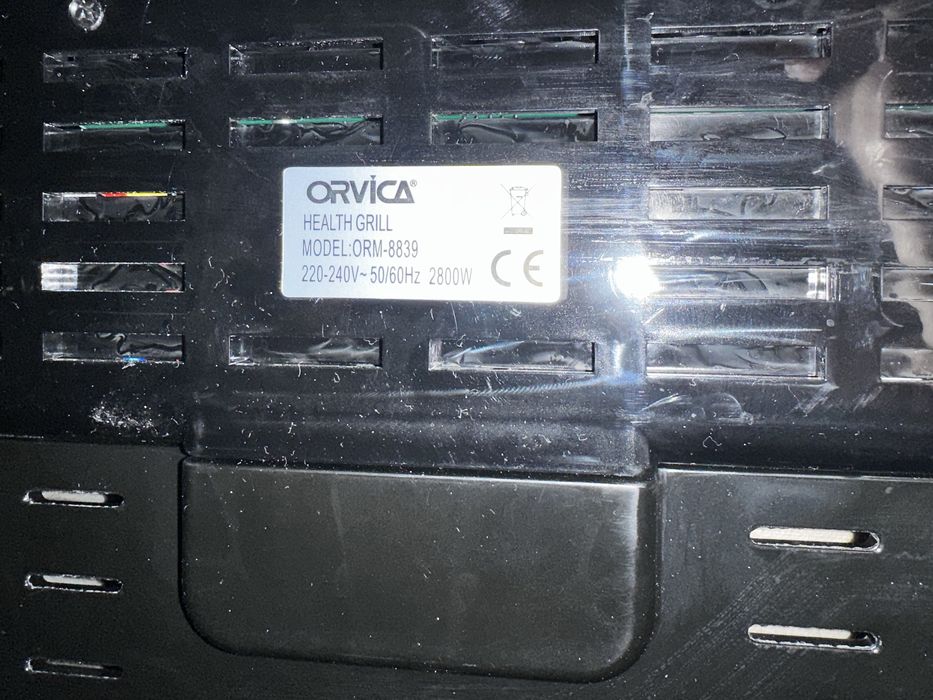 ORVICA®
HEALTH GRILL
MODEL:ORM-8839
220-240V~ 50/60Hz 2800W
CE